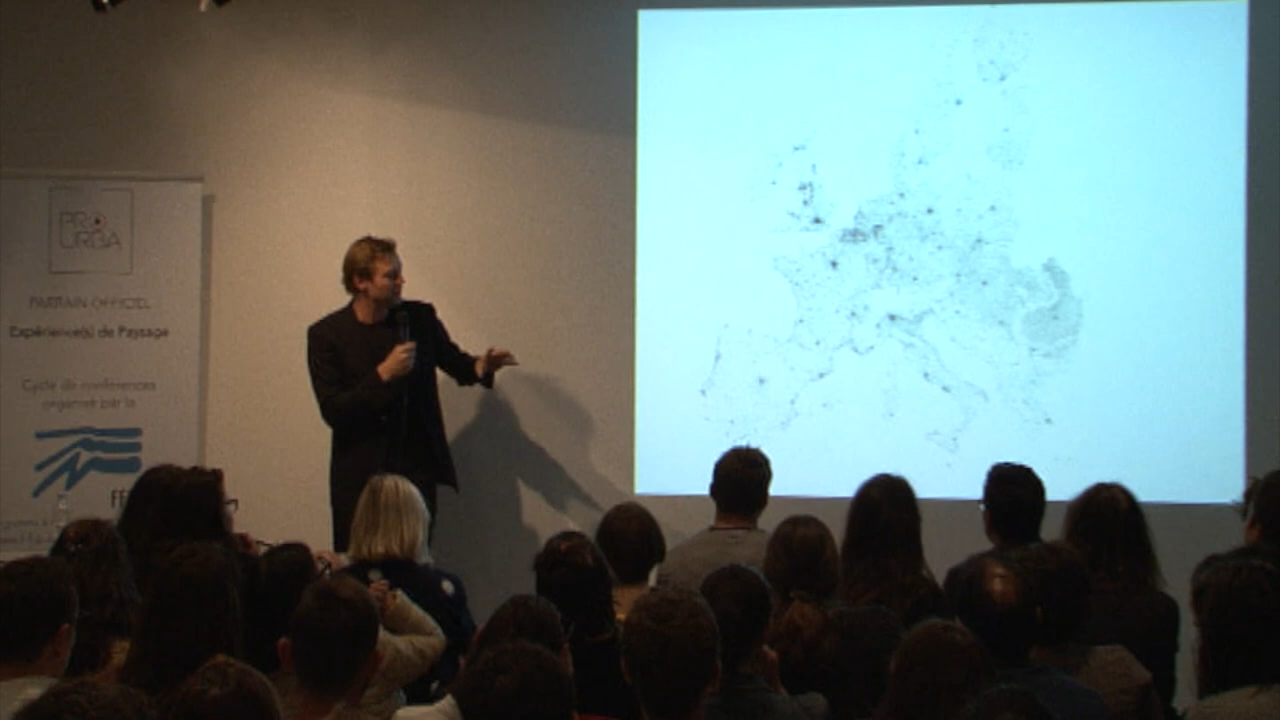 PRO
URBA
PARRAIN OFFICIEL
Expérience(s) de Paysage
Cycle de conférences
organisé par la